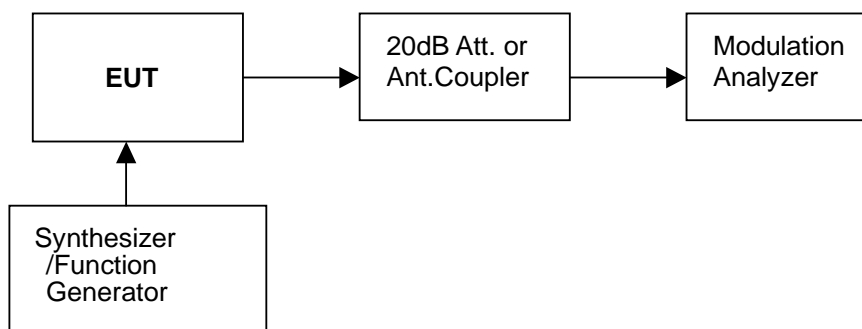 EUT
20dB Att. or
Ant.Coupler
Modulation
Analyzer
Synthesizer
/Function
Generator